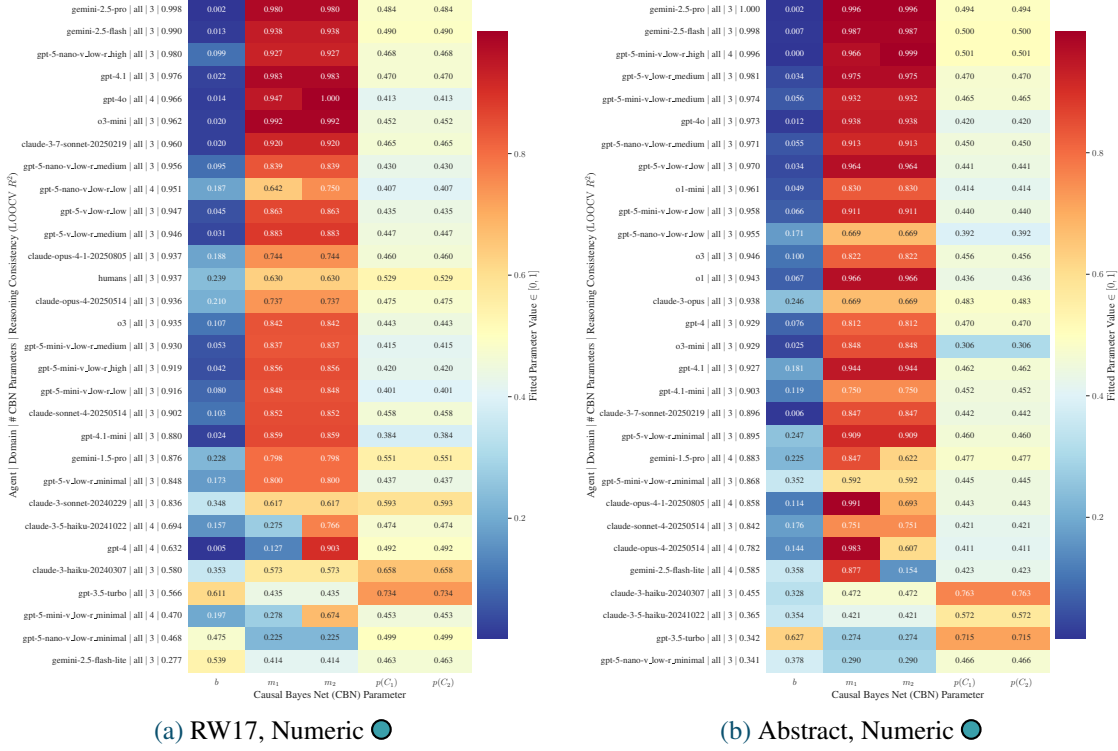 gemini-2.5-pro | all | 3 | 0.998 0.002 0.980 0.980 0.484 0.484
gemini-2.5-flash | all | 3 | 0.990 0.013 0.938 0.938 0.490 0.490
gpt-5-nano-v_low-r_high | all | 3 | 0.980 0.099 0.927 0.927 0.468 0.468
gpt-4.1 | all | 3 | 0.976 0.022 0.983 0.983 0.470 0.470
gpt-4o | all | 4 | 0.966 0.014 0.947 1.000 0.413 0.413
o3-mini | all | 3 | 0.962 0.020 0.992 0.992 0.452 0.452
claude-3-7-sonnet-20250219 | all | 3 | 0.960 0.020 0.920 0.920 0.465 0.465
gpt-5-nano-v_low-r_medium | all | 3 | 0.956 0.095 0.839 0.839 0.430 0.430
gpt-5-nano-v_low-r_low | all | 4 | 0.951 0.187 0.642 0.750 0.407 0.407
gpt-5-v_low-r_low | all | 3 | 0.947 0.045 0.863 0.863 0.435 0.435
gpt-5-v_low-r_medium | all | 3 | 0.946 0.031 0.883 0.883 0.447 0.447
claude-opus-4-1-20250805 | all | 3 | 0.937 0.188 0.744 0.744 0.460 0.460
humans | all | 3 | 0.937 0.239 0.630 0.630 0.529 0.529
claude-opus-4-20250514 | all | 3 | 0.936 0.210 0.737 0.737 0.475 0.475
o3 | all | 3 | 0.935 0.107 0.842 0.842 0.443 0.443
gpt-5-mini-v_low-r_medium | all | 3 | 0.930 0.053 0.837 0.837 0.415 0.415
gpt-5-mini-v_low-r_high | all | 3 | 0.919 0.042 0.856 0.856 0.420 0.420
gpt-5-mini-v_low-r_low | all | 3 | 0.916 0.080 0.848 0.848 0.401 0.401
claude-sonnet-4-20250514 | all | 3 | 0.902 0.103 0.852 0.852 0.458 0.458
gpt-4.1-mini | all | 3 | 0.880 0.024 0.859 0.859 0.384 0.384
gemini-1.5-pro | all | 3 | 0.876 0.228 0.798 0.798 0.551 0.551
gpt-5-v_low-r_minimal | all | 3 | 0.848 0.173 0.800 0.800 0.437 0.437
claude-3-sonnet-20240229 | all | 3 | 0.836 0.348 0.617 0.617 0.593 0.593
claude-3-5-haiku-20241022 | all | 4 | 0.694 0.157 0.275 0.766 0.474 0.474
gpt-4 | all | 4 | 0.632 0.005 0.127 0.903 0.492 0.492
claude-3-haiku-20240307 | all | 3 | 0.580 0.353 0.573 0.573 0.658 0.658
gpt-3.5-turbo | all | 3 | 0.566 0.611 0.435 0.435 0.734 0.734
gpt-5-mini-v_low-r_minimal | all | 4 | 0.470 0.197 0.278 0.674 0.453 0.453
gpt-5-nano-v_low-r_minimal | all | 3 | 0.468 0.475 0.225 0.225 0.499 0.499
gemini-2.5-flash-lite | all | 3 | 0.277 0.539 0.414 0.414 0.463 0.463
b m₁ m₂ p(C₁) p(C₂)
Causal Bayes Net (CBN) Parameter
Agent | Domain | # CBN Parameters | Reasoning Consistency (LOOCV R²)
0.8
0.6
0.4
0.2
Fitted Parameter Value ∈ [0, 1]
(a) RW17, Numeric
gemini-2.5-pro | all | 3 | 1.000 0.002 0.996 0.996 0.494 0.494
gemini-2.5-flash | all | 3 | 0.998 0.007 0.987 0.987 0.500 0.500
gpt-5-mini-v_low-r_high | all | 4 | 0.996 0.000 0.966 0.999 0.501 0.501
gpt-5-v_low-r_medium | all | 3 | 0.981 0.034 0.975 0.975 0.470 0.470
gpt-5-mini-v_low-r_medium | all | 3 | 0.974 0.056 0.932 0.932 0.465 0.465
gpt-4o | all | 3 | 0.973 0.012 0.938 0.938 0.420 0.420
gpt-5-nano-v_low-r_medium | all | 3 | 0.971 0.055 0.913 0.913 0.450 0.450
gpt-5-v_low-r_low | all | 3 | 0.970 0.034 0.964 0.964 0.441 0.441
o1-mini | all | 3 | 0.961 0.049 0.830 0.830 0.414 0.414
gpt-5-mini-v_low-r_low | all | 3 | 0.958 0.066 0.911 0.911 0.440 0.440
gpt-5-nano-v_low-r_low | all | 3 | 0.955 0.171 0.669 0.669 0.392 0.392
o3 | all | 3 | 0.946 0.100 0.822 0.822 0.456 0.456
o1 | all | 3 | 0.943 0.067 0.966 0.966 0.436 0.436
claude-3-opus | all | 3 | 0.938 0.246 0.669 0.669 0.483 0.483
gpt-4 | all | 3 | 0.929 0.076 0.812 0.812 0.470 0.470
o3-mini | all | 3 | 0.929 0.025 0.848 0.848 0.306 0.306
gpt-4.1 | all | 3 | 0.927 0.181 0.944 0.944 0.462 0.462
gpt-4.1-mini | all | 3 | 0.903 0.119 0.750 0.750 0.452 0.452
claude-3-7-sonnet-20250219 | all | 3 | 0.896 0.006 0.847 0.847 0.442 0.442
gpt-5-v_low-r_minimal | all | 3 | 0.895 0.247 0.909 0.909 0.460 0.460
gemini-1.5-pro | all | 4 | 0.883 0.225 0.847 0.622 0.477 0.477
gpt-5-mini-v_low-r_minimal | all | 3 | 0.868 0.352 0.592 0.592 0.445 0.445
claude-opus-4-1-20250805 | all | 4 | 0.858 0.114 0.991 0.693 0.443 0.443
claude-sonnet-4-20250514 | all | 3 | 0.842 0.176 0.751 0.751 0.421 0.421
claude-opus-4-20250514 | all | 4 | 0.782 0.144 0.983 0.607 0.411 0.411
gemini-2.5-flash-lite | all | 4 | 0.585 0.358 0.877 0.154 0.423 0.423
claude-3-haiku-20240307 | all | 3 | 0.455 0.328 0.472 0.472 0.763 0.763
claude-3-5-haiku-20241022 | all | 3 | 0.365 0.354 0.421 0.421 0.572 0.572
gpt-3.5-turbo | all | 3 | 0.342 0.627 0.274 0.274 0.715 0.715
gpt-5-nano-v_low-r_minimal | all | 3 | 0.341 0.378 0.290 0.290 0.466 0.466
b m₁ m₂ p(C₁) p(C₂)
Causal Bayes Net (CBN) Parameter
Agent | Domain | # CBN Parameters | Reasoning Consistency (LOOCV R²)
0.8
0.6
0.4
0.2
Fitted Parameter Value ∈ [0, 1]
(b) Abstract, Numeric